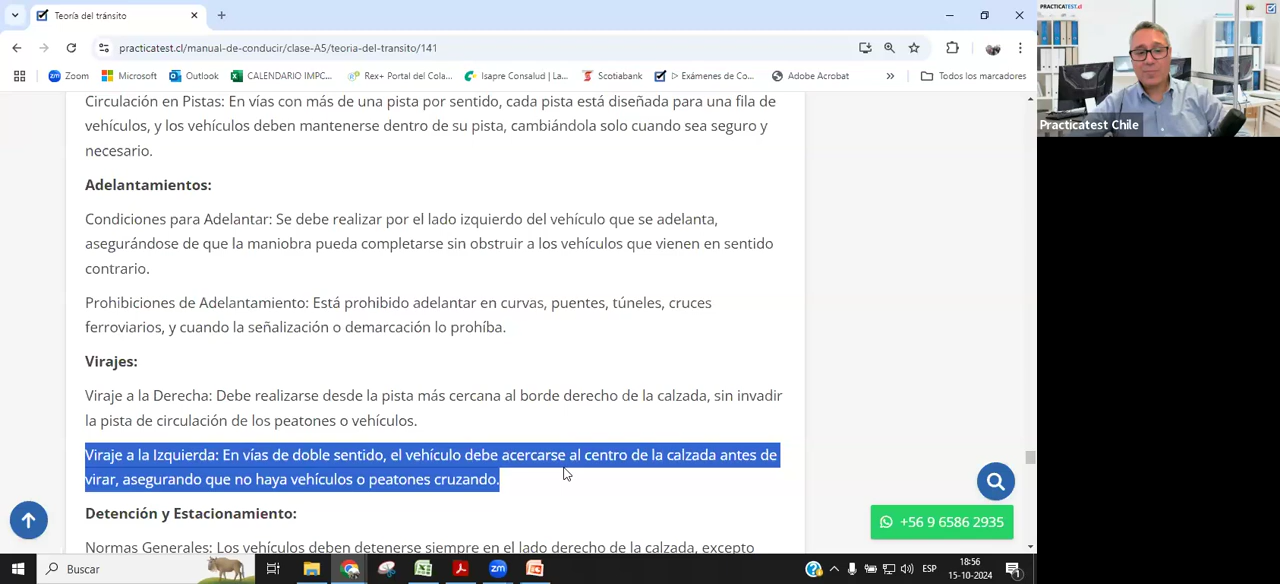 Teoría del tránsito
practicatest.cl/manual-de-conducir/clase-A5/teoria-del-transito/141
Zoom
Microsoft
Outlook
CALENDARIO IMPC...
Rex+ Portal del Cola...
Isapre Consalud | La...
Scotiabank
▷ Exámenes de Co...
Adobe Acrobat
»
Todos los marcadores
Circulación en Pistas: En vías con más de una pista por sentido, cada pista está diseñada para una fila de
vehículos, y los vehículos deben mantenerse dentro de su pista, cambiándola solo cuando sea seguro y
necesario.
Adelantamientos:
Condiciones para Adelantar: Se debe realizar por el lado izquierdo del vehículo que se adelanta,
asegurándose de que la maniobra pueda completarse sin obstruir a los vehículos que vienen en sentido
contrario.
Prohibiciones de Adelantamiento: Está prohibido adelantar en curvas, puentes, túneles, cruces
ferroviarios, y cuando la señalización o demarcación lo prohíba.
Virajes:
Viraje a la Derecha: Debe realizarse desde la pista más cercana al borde derecho de la calzada, sin invadir
la pista de circulación de los peatones o vehículos.
Viraje a la Izquierda: En vías de doble sentido, el vehículo debe acercarse al centro de la calzada antes de
virar, asegurando que no haya vehículos o peatones cruzando.
Detención y Estacionamiento:
Normas Generales: Los vehículos deben detenerse siempre en el lado derecho de la calzada, excepto
+56 9 6586 2935
PRACTICATEST.cl
Practicatest Chile
Buscar
ESP
18:56
15-10-2024
1